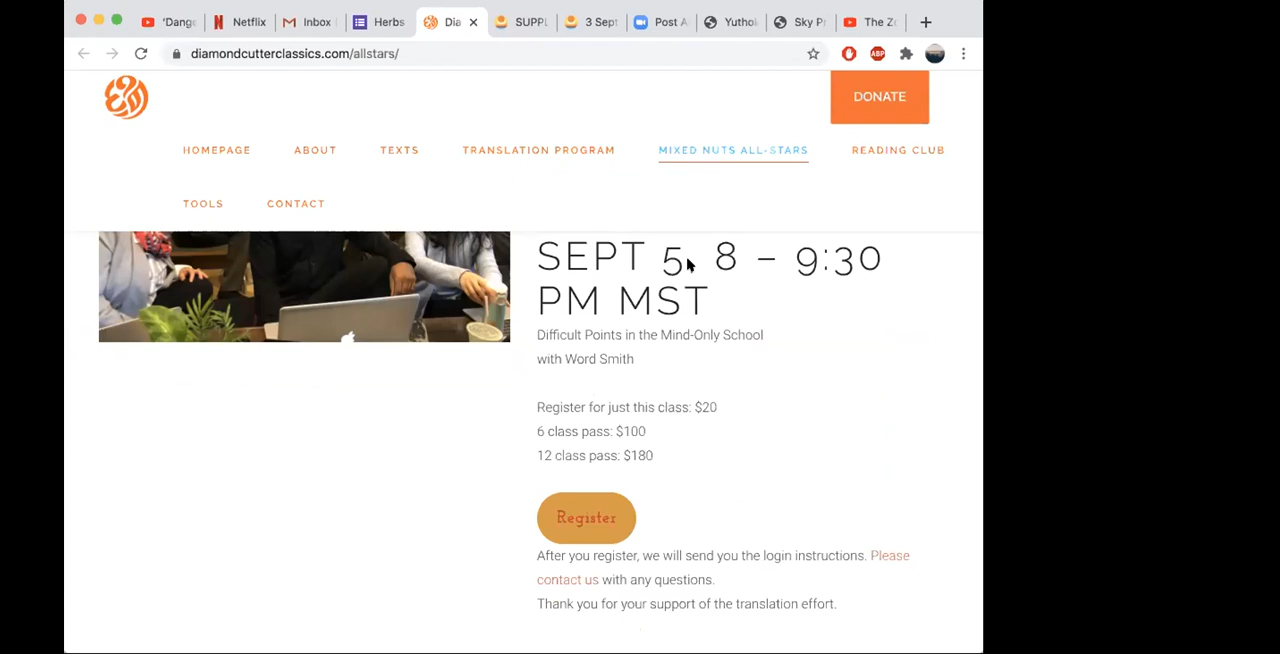 'Dange
Netflix
Inbox
Herbs
Dia
SUPPL
3 Sept
Post A
Yutho
Sky P
The Z
diamondcutterclassics.com/allstars/
ABP
DONATE
HOMEPAGE
ABOUT
TEXTS
TRANSLATION PROGRAM
MIXED NUTS ALL-STARS
READING CLUB
TOOLS
CONTACT
SEPT 5, 8 – 9:30
PM MST
Difficult Points in the Mind-Only School
with Word Smith
Register for just this class: $20
6 class pass: $100
12 class pass: $180
Register
After you register, we will send you the login instructions. Please
contact us with any questions.
Thank you for your support of the translation effort.